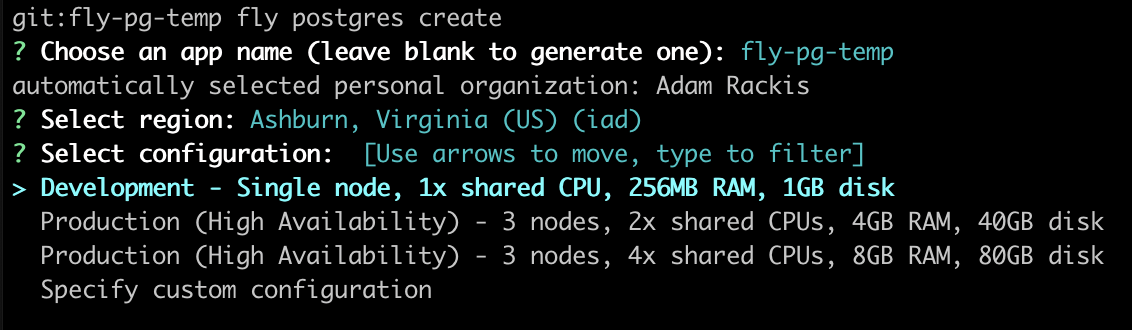 git:fly-pg-temp fly postgres create
? Choose an app name (leave blank to generate one): fly-pg-temp
automatically selected personal organization: Adam Rackis
? Select region: Ashburn, Virginia (US) (iad)
? Select configuration:  [Use arrows to move, type to filter]
> Development - Single node, 1x shared CPU, 256MB RAM, 1GB disk
  Production (High Availability) - 3 nodes, 2x shared CPUs, 4GB RAM, 40GB disk
  Production (High Availability) - 3 nodes, 4x shared CPUs, 8GB RAM, 80GB disk
  Specify custom configuration